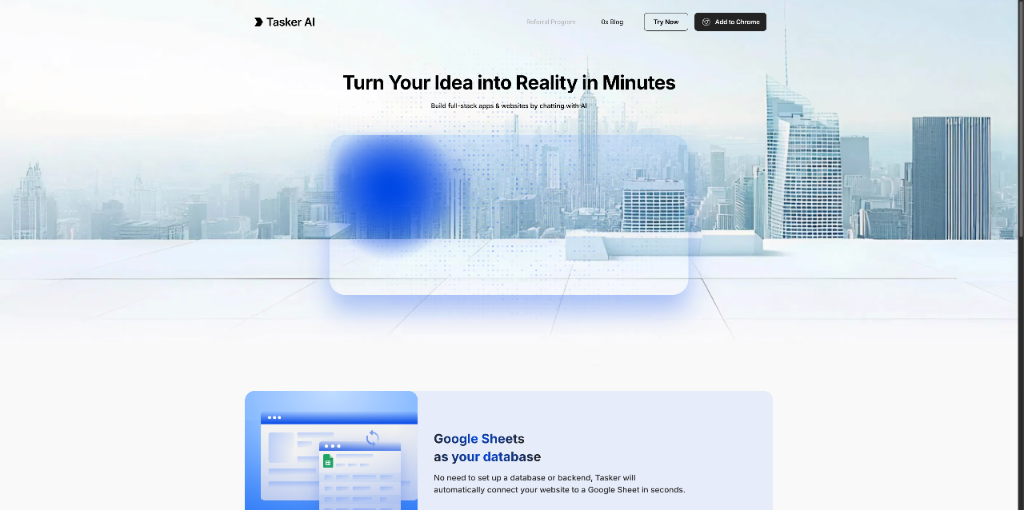 Tasker AI
Referral Program
0x Blog
Try Now
Add to Chrome
Turn Your Idea into Reality in Minutes
Build full-stack apps & websites by chatting with AI
Google Sheets
as your database
No need to set up a database or backend, Tasker will
automatically connect your website to a Google Sheet in seconds.